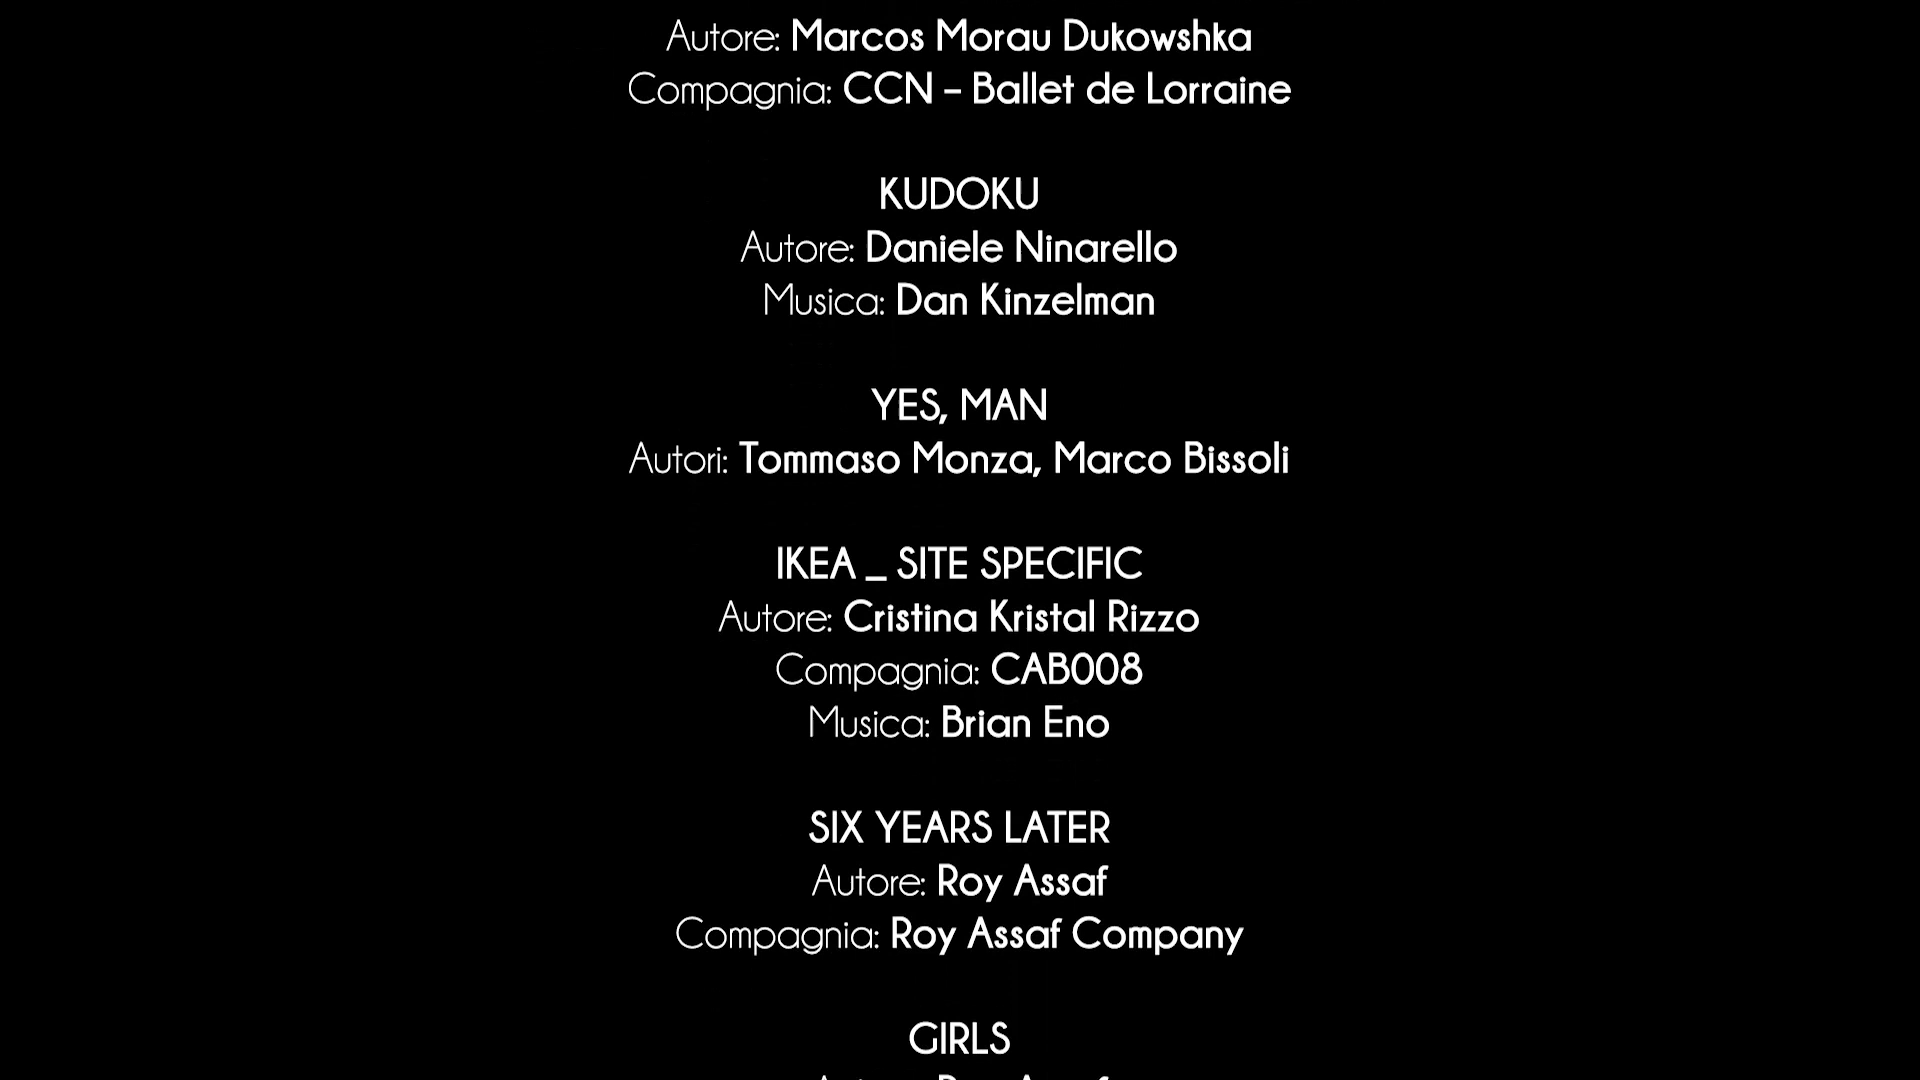 Autore: Marcos Morau Dukowshka
Compagnia: CCN – Ballet de Lorraine
KUDOKU
Autore: Daniele Ninarello
Musica: Dan Kinzelman
YES, MAN
Autori: Tommaso Monza, Marco Bissoli
IKEA _ SITE SPECIFIC
Autore: Cristina Kristal Rizzo
Compagnia: CAB008
Musica: Brian Eno
SIX YEARS LATER
Autore: Roy Assaf
Compagnia: Roy Assaf Company
GIRLS